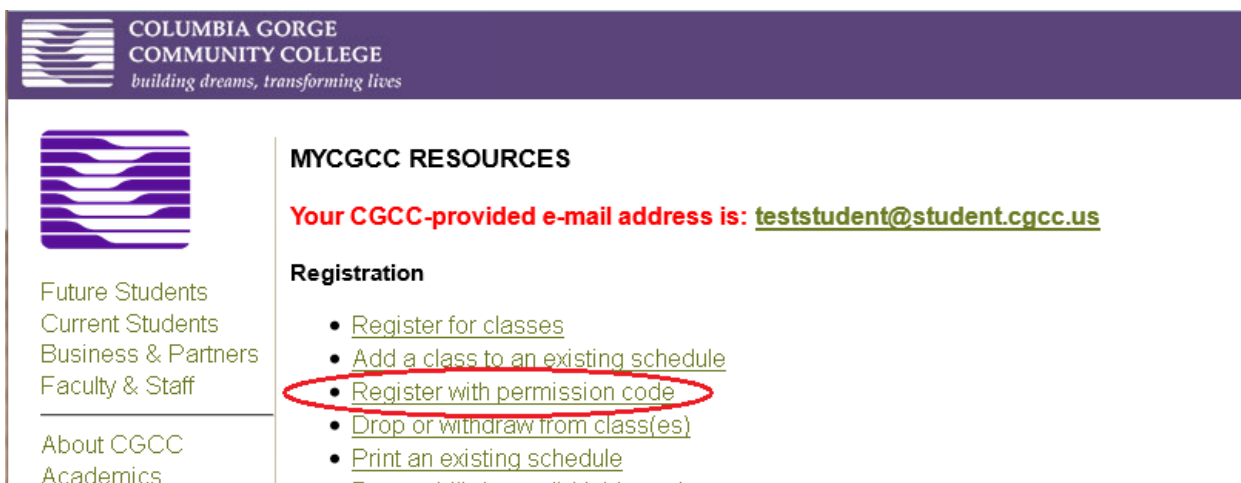 COLUMBIA GORGE
COMMUNITY COLLEGE
building dreams, transforming lives
Future Students
Current Students
Business & Partners
Faculty & Staff
About CGCC
Academics
MYCGCC RESOURCES
Your CGCC-provided e-mail address is: teststudent@student.cgcc.us
Registration
Register for classes
Add a class to an existing schedule
Register with permission code
Drop or withdraw from class(es)
Print an existing schedule